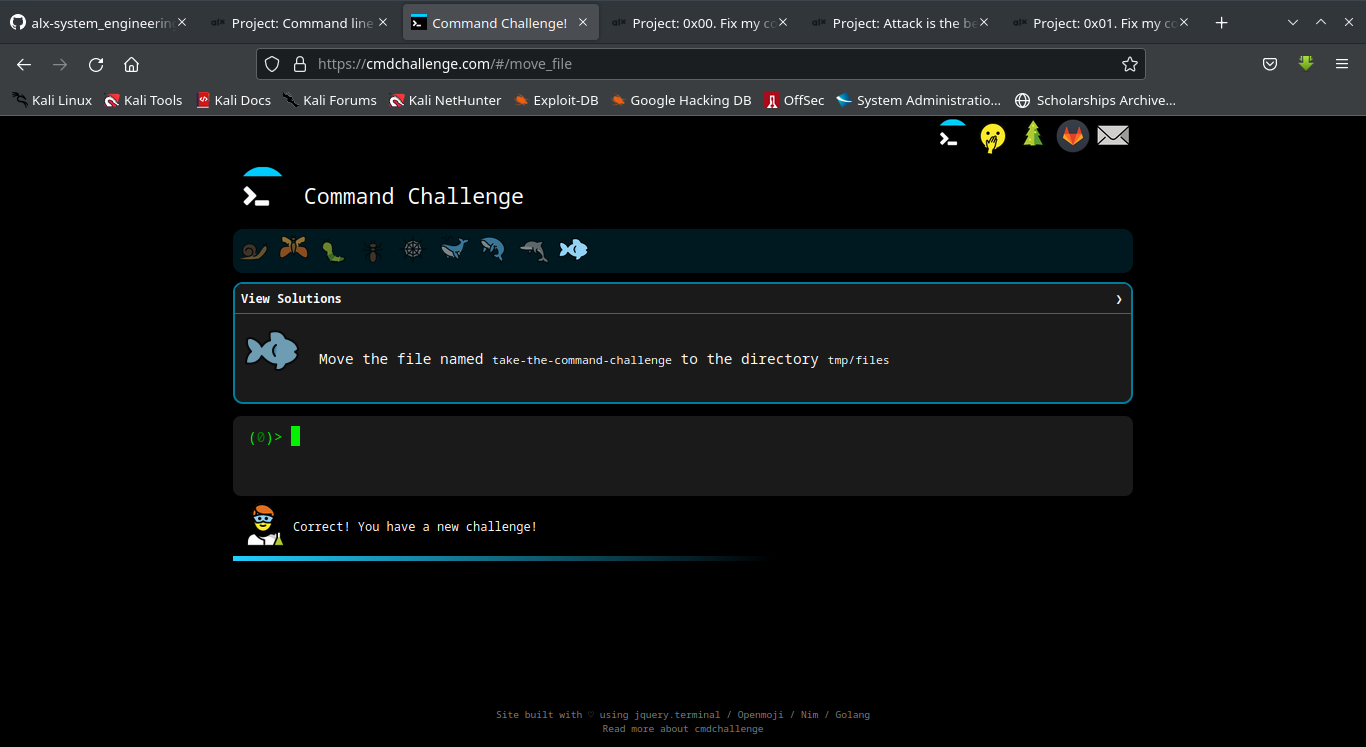 alx-system_engineerin
alx Project: Command line
Command Challenge!
alx Project: 0x00. Fix my co
alx Project: Attack is the be
alx Project: 0x01. Fix my co
https://cmdchallenge.com/#/move_file
Kali Linux Kali Tools Kali Docs Kali Forums Kali NetHunter Exploit-DB Google Hacking DB OffSec System Administratio... Scholarships Archive...
Command Challenge
View Solutions
Move the file named take-the-command-challenge to the directory tmp/files
(0)>
Correct! You have a new challenge!
Site built with ♡ using jquery.terminal / Openmoji / Nim / Golang
Read more about cmdchallenge